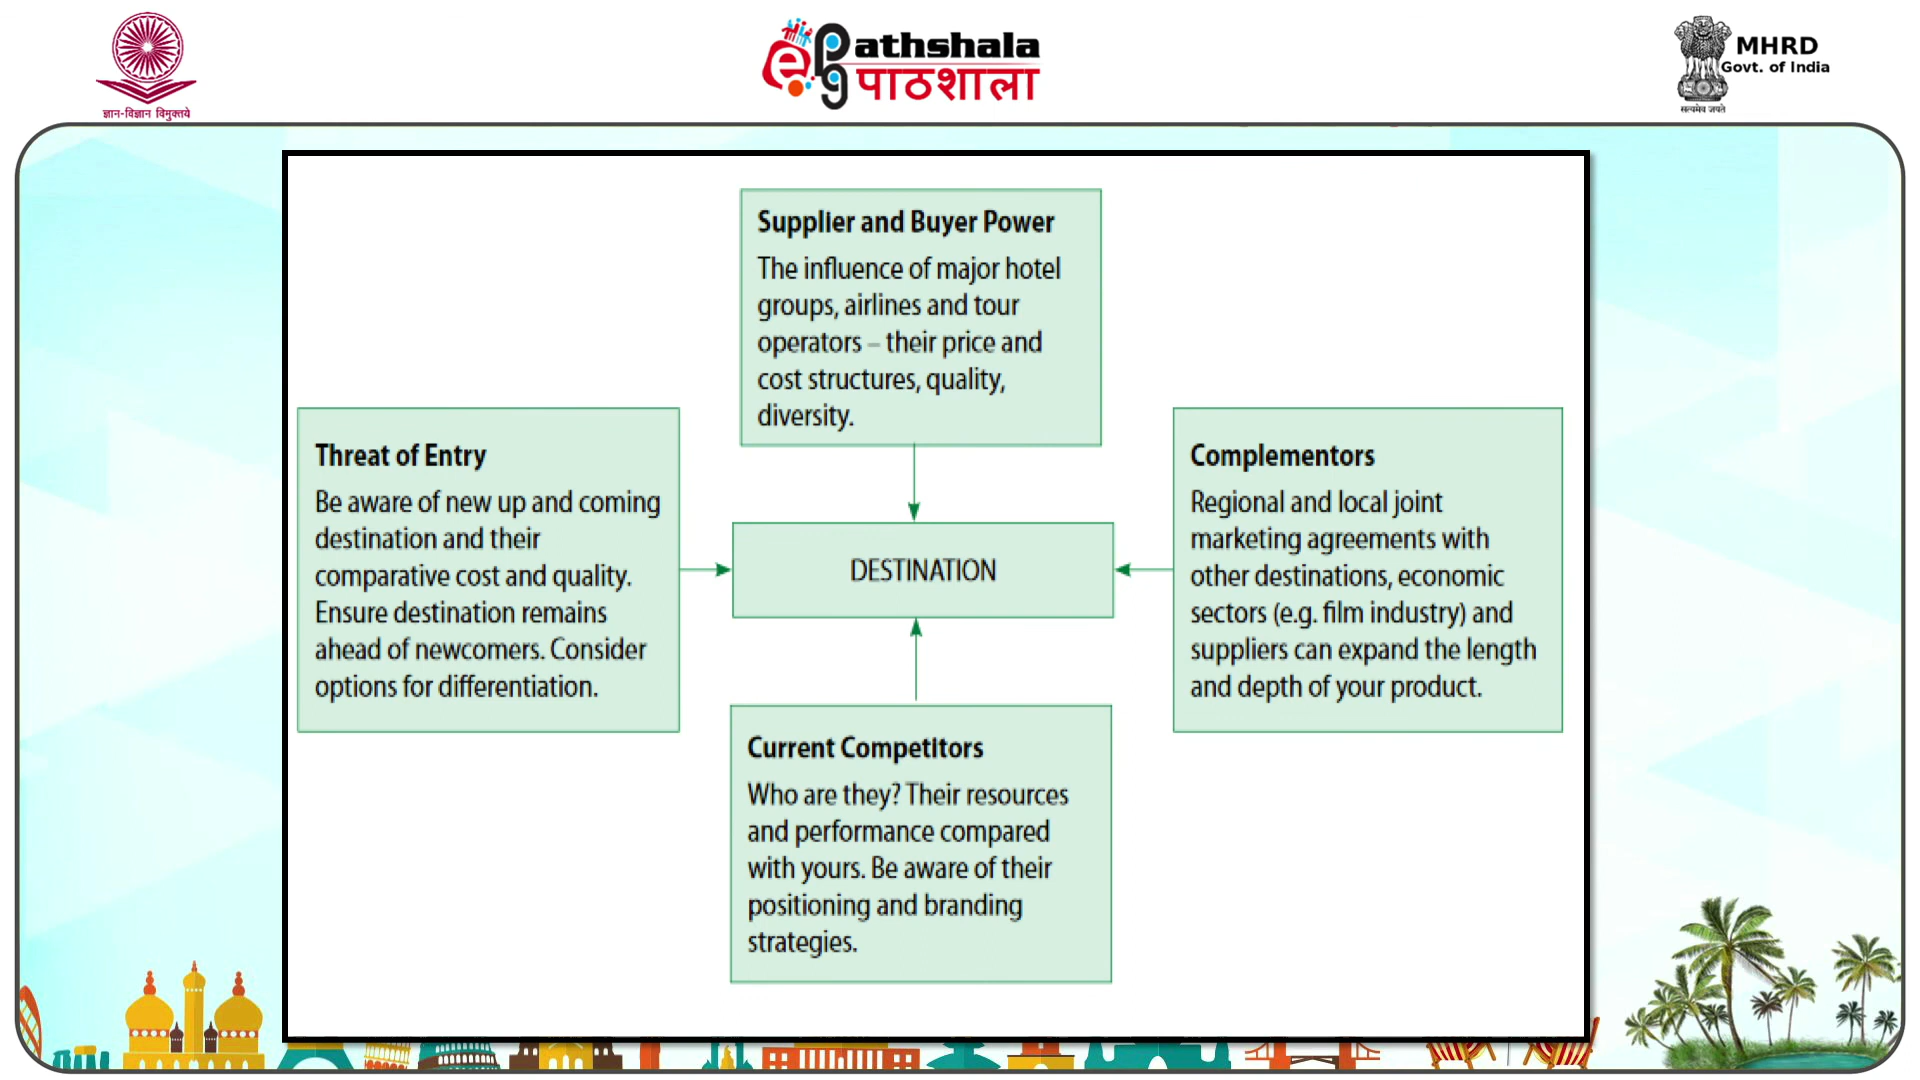 ज्ञान-विज्ञान विमुक्तये
ePg Pathshala
पाठशाला
MHRD
Govt. of India
सत्यमेव जयते
Supplier and Buyer Power
The influence of major hotel
groups, airlines and tour
operators – their price and
cost structures, quality,
diversity.
Threat of Entry
Be aware of new up and coming
destination and their
comparative cost and quality.
Ensure destination remains
ahead of newcomers. Consider
options for differentiation.
DESTINATION
Complementors
Regional and local joint
marketing agreements with
other destinations, economic
sectors (e.g. film industry) and
suppliers can expand the length
and depth of your product.
Current Competitors
Who are they? Their resources
and performance compared
with yours. Be aware of their
positioning and branding
strategies.